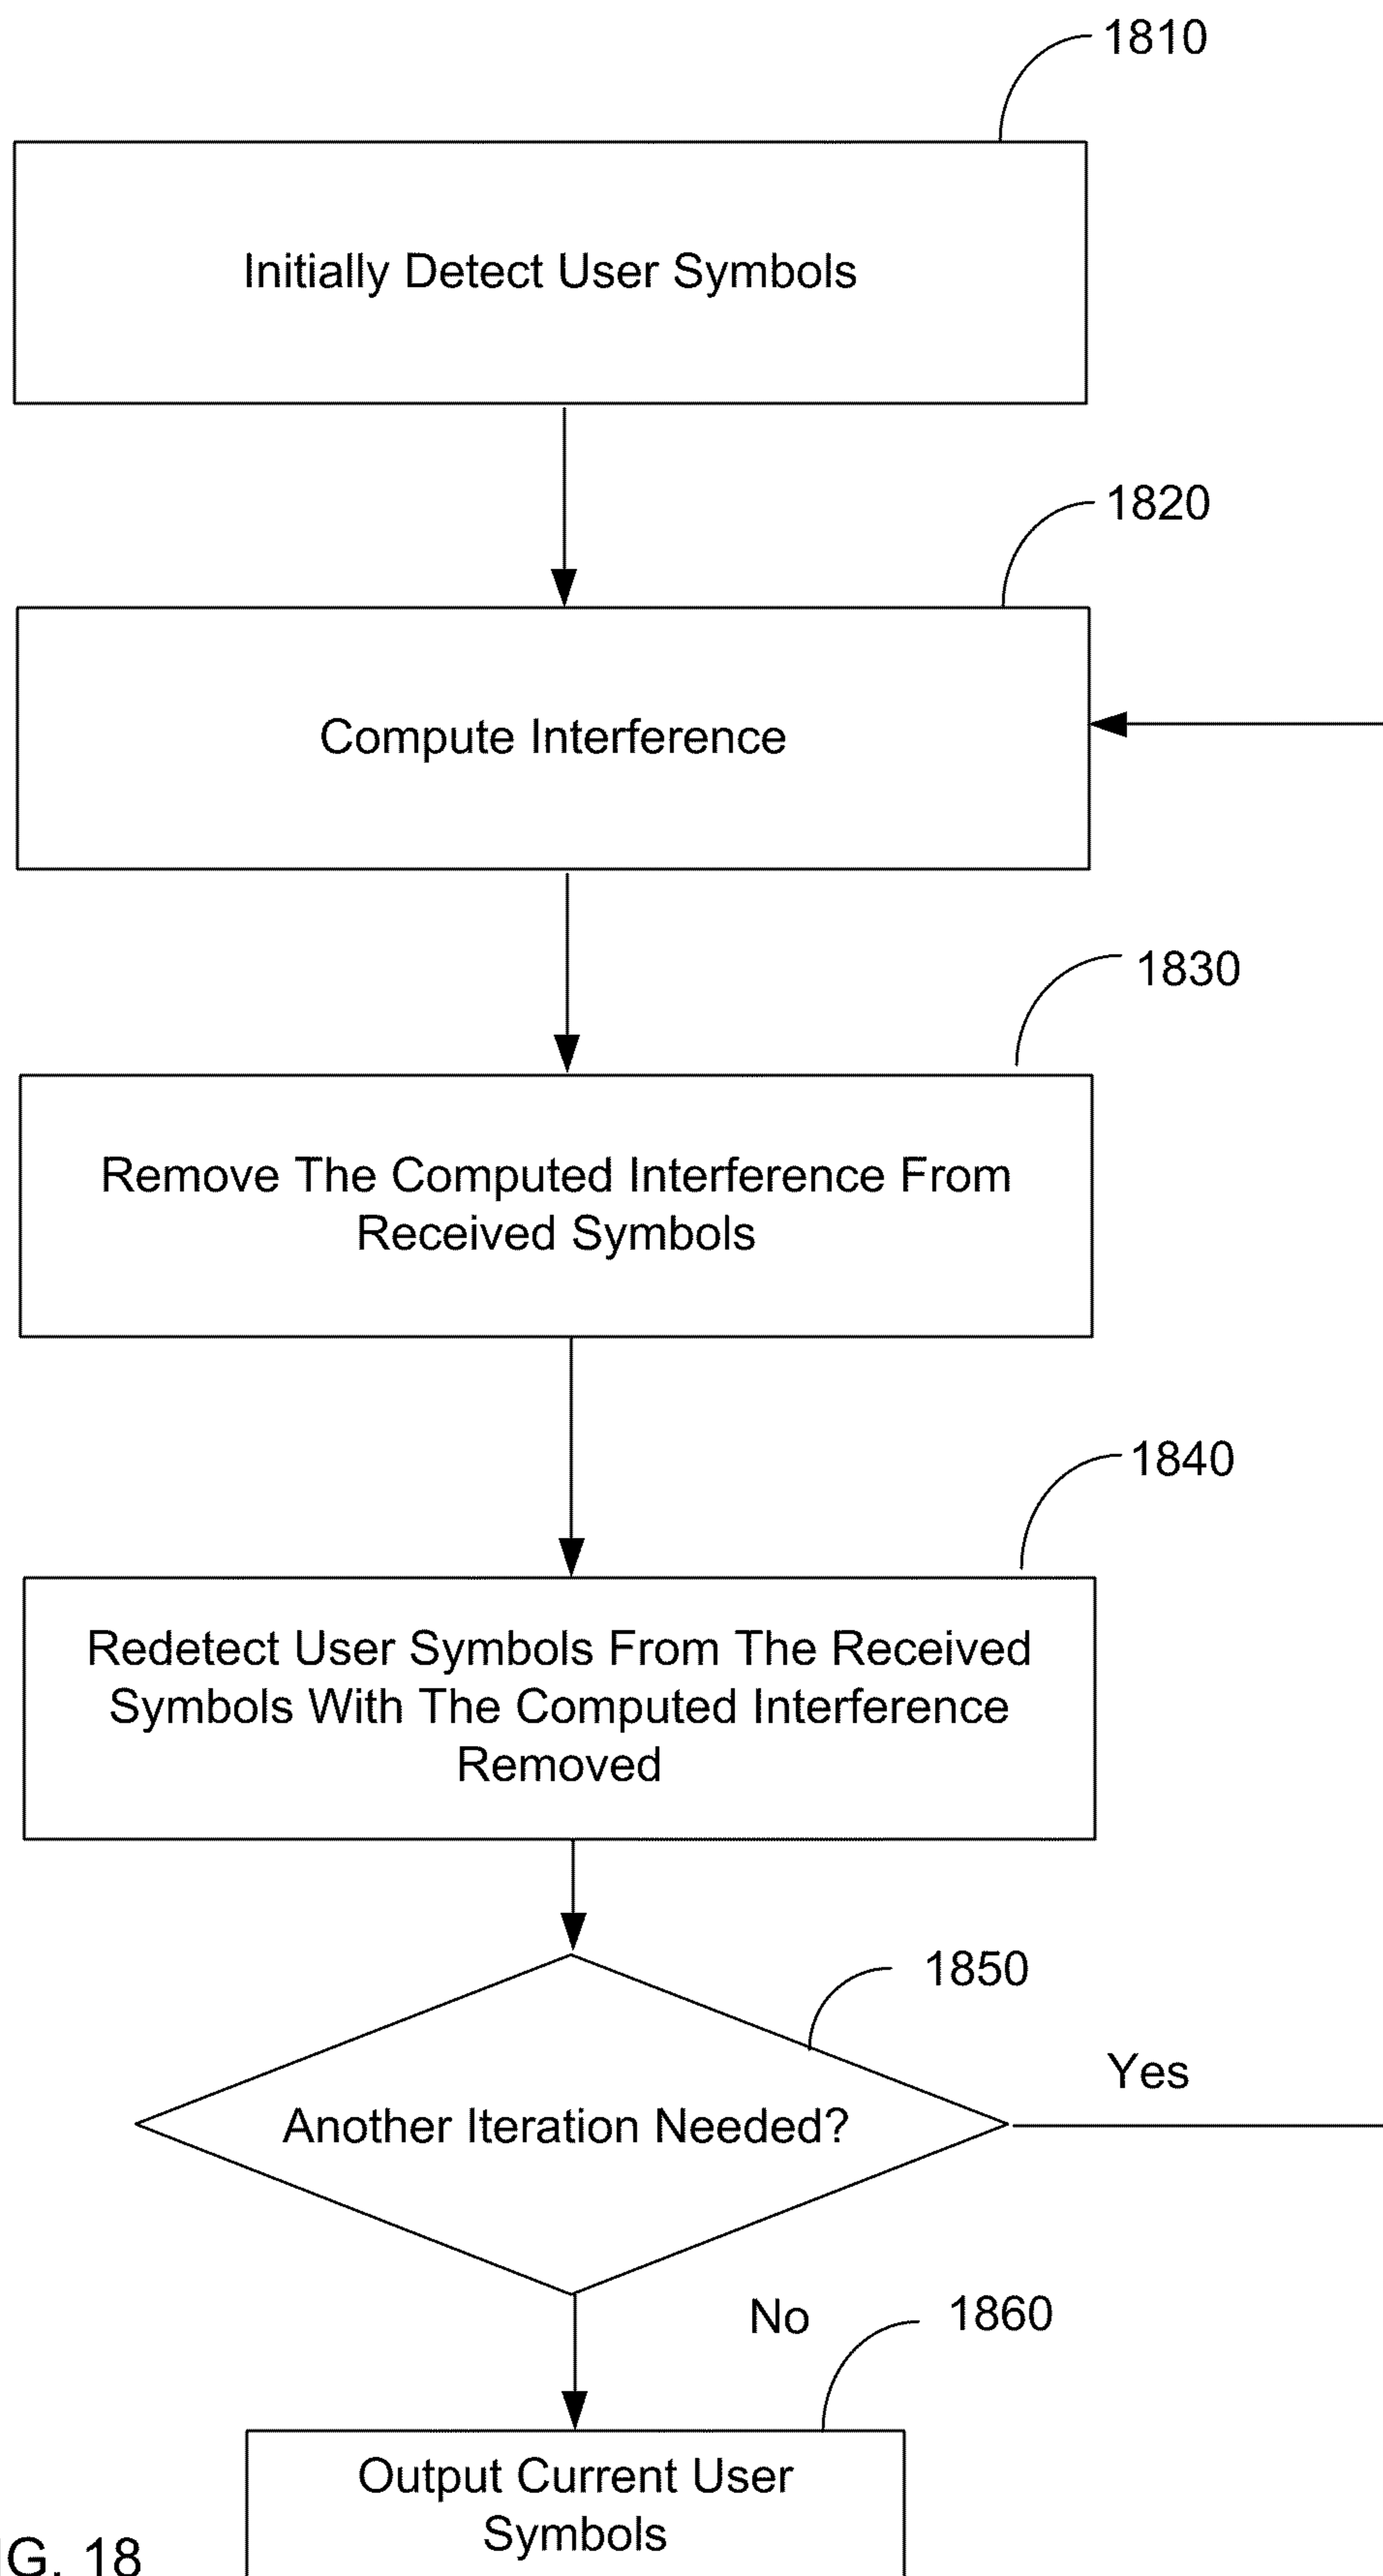 1810
Initially Detect User Symbols
1820
Compute Interference
1830
Remove The Computed Interference From
Received Symbols
1840
Redetect User Symbols From The Received
Symbols With The Computed Interference
Removed
1850
Yes
Another Iteration Needed?
No
1860
Output Current User
Symbols
IG. 18